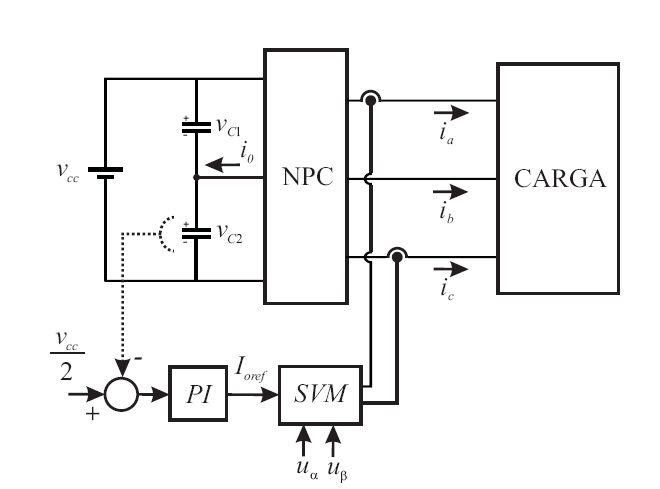 +
-
v_C1
i_0
i_a
v_cc
NPC
CARGA
i_b
+
-
v_C2
i_c
v_cc
2
-
+
PI
I_oref
SVM
u_α
u_β